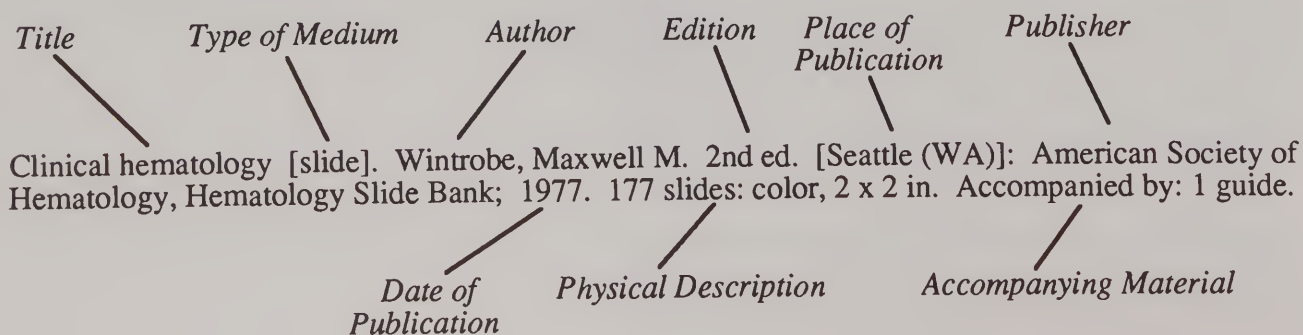 Title Type of Medium Author Edition Place of Publication Publisher
Clinical hematology [slide]. Wintrobe, Maxwell M. 2nd ed. [Seattle (WA)]: American Society of
Hematology, Hematology Slide Bank; 1977. 177 slides: color, 2 x 2 in. Accompanied by: 1 guide.
Date of Publication Physical Description Accompanying Material